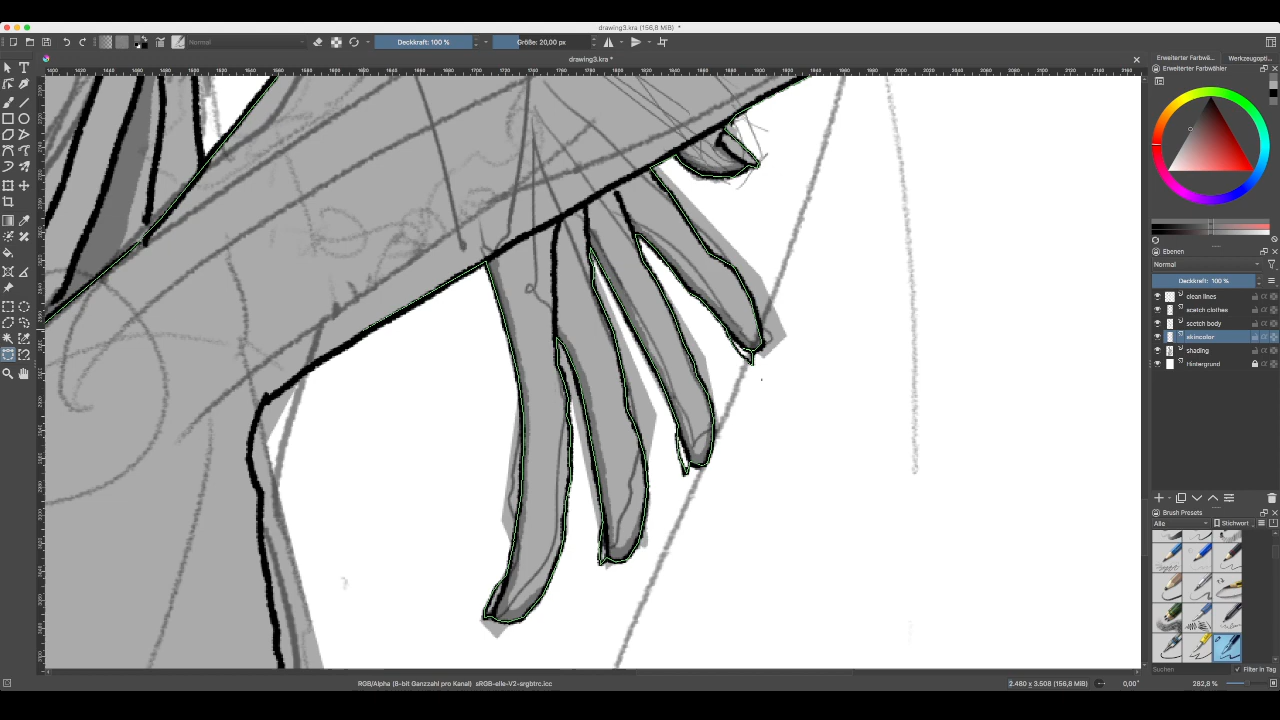 drawing3.kra (156,8 MiB) *
Normal
Deckkraft: 100 %
Größe: 20,00 px
drawing3.kra *
Erweiterter Farbwä...
Werkzeugopti...
Erweiterter Farbwähler
Ebenen
Normal
Deckkraft: 100 %
clean lines
scetch clothes
scetch body
skincolor
shading
Hintergrund
Brush Presets
Alle
Stichwort
Suchen
Filter in Tag
RGB/Alpha (8-bit Ganzzahl pro Kanal) sRGB-elle-V2-srgbtrc.icc
2.480 x 3.508 (156,8 MiB)
0,00°
282,8 %